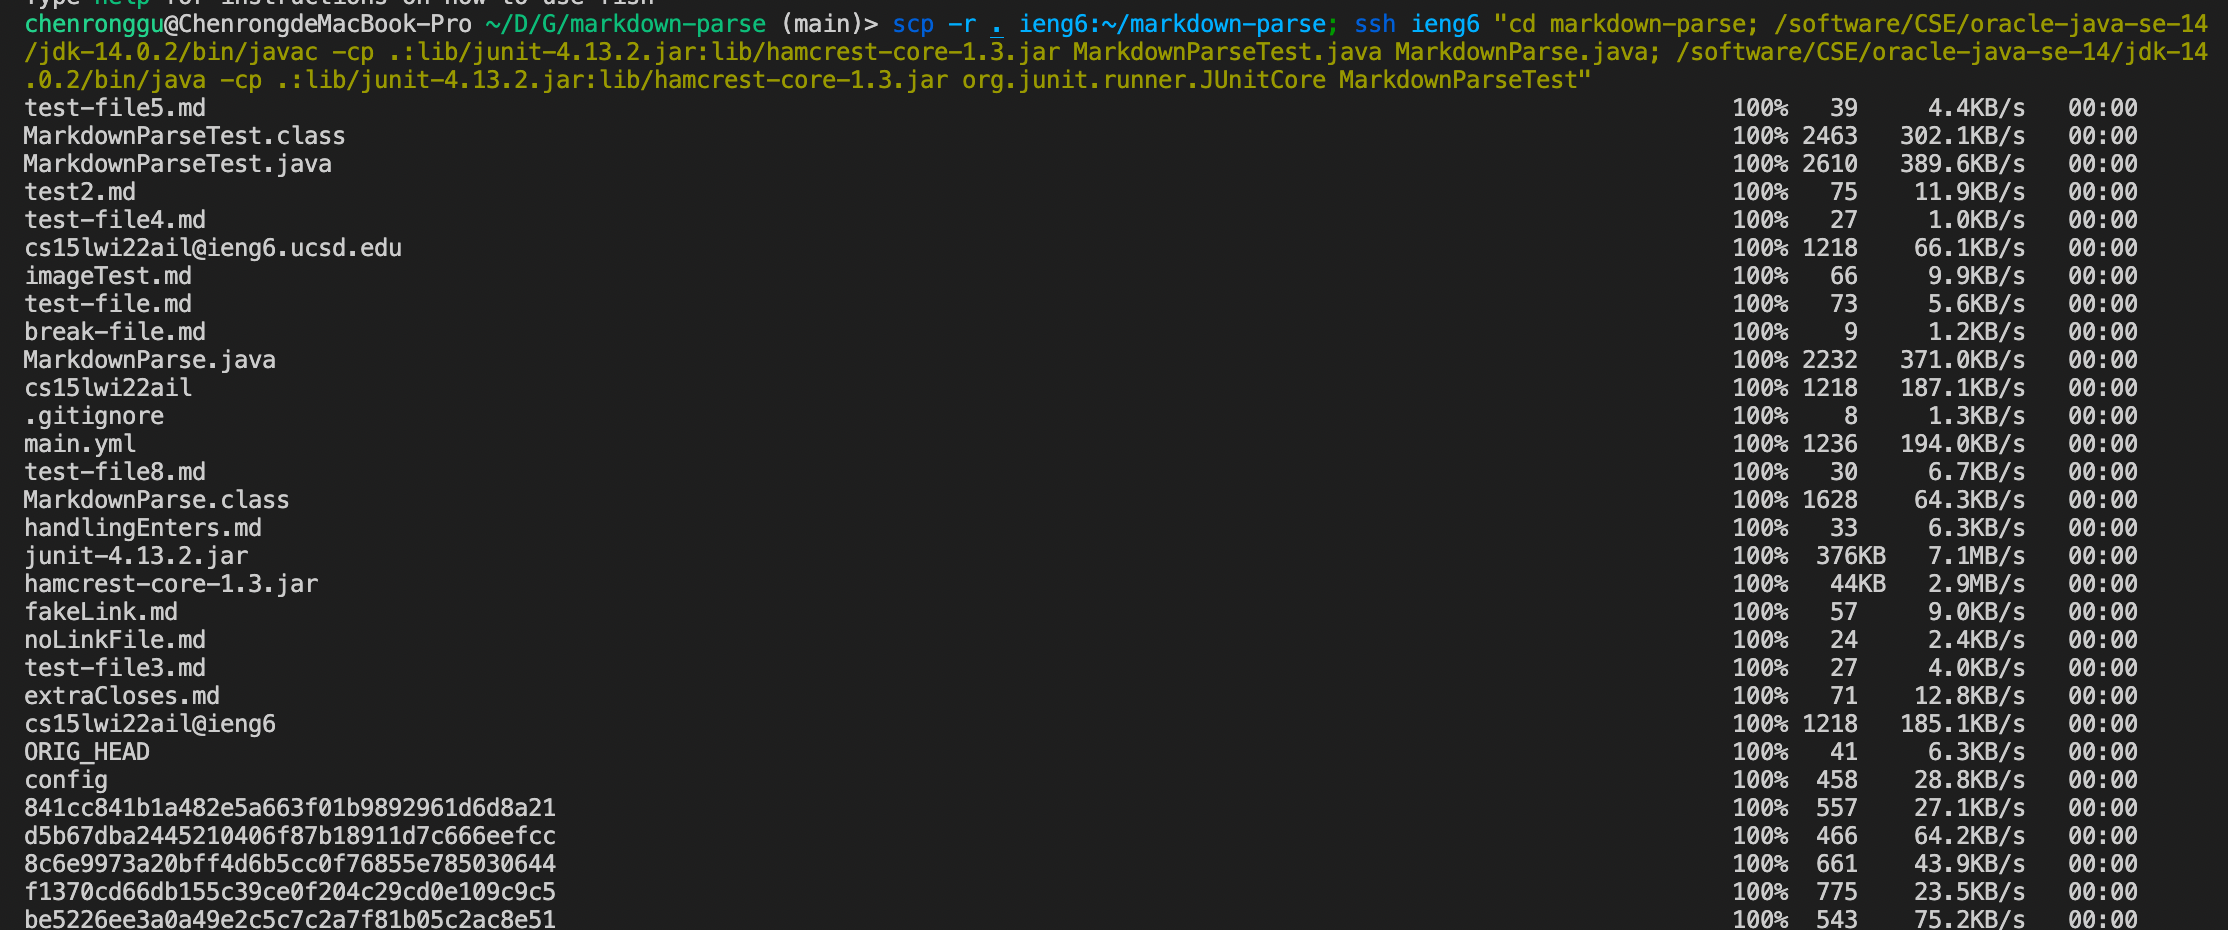 Type help for instructions on how to use fish
chenronggu@ChenrongdeMacBook-Pro ~/D/G/markdown-parse (main)> scp -r . ieng6:~/markdown-parse; ssh ieng6 "cd markdown-parse; /software/CSE/oracle-java-se-14
/jdk-14.0.2/bin/javac -cp .:lib/junit-4.13.2.jar:lib/hamcrest-core-1.3.jar MarkdownParseTest.java MarkdownParse.java; /software/CSE/oracle-java-se-14/jdk-14
.0.2/bin/java -cp .:lib/junit-4.13.2.jar:lib/hamcrest-core-1.3.jar org.junit.runner.JUnitCore MarkdownParseTest"
test-file5.md 100% 39 4.4KB/s 00:00
MarkdownParseTest.class 100% 2463 302.1KB/s 00:00
MarkdownParseTest.java 100% 2610 389.6KB/s 00:00
test2.md 100% 75 11.9KB/s 00:00
test-file4.md 100% 27 1.0KB/s 00:00
cs15lwi22ail@ieng6.ucsd.edu 100% 1218 66.1KB/s 00:00
imageTest.md 100% 66 9.9KB/s 00:00
test-file.md 100% 73 5.6KB/s 00:00
break-file.md 100% 9 1.2KB/s 00:00
MarkdownParse.java 100% 2232 371.0KB/s 00:00
cs15lwi22ail 100% 1218 187.1KB/s 00:00
.gitignore 100% 8 1.3KB/s 00:00
main.yml 100% 1236 194.0KB/s 00:00
test-file8.md 100% 30 6.7KB/s 00:00
MarkdownParse.class 100% 1628 64.3KB/s 00:00
handlingEnters.md 100% 33 6.3KB/s 00:00
junit-4.13.2.jar 100% 376KB 7.1MB/s 00:00
hamcrest-core-1.3.jar 100% 44KB 2.9MB/s 00:00
fakeLink.md 100% 57 9.0KB/s 00:00
noLinkFile.md 100% 24 2.4KB/s 00:00
test-file3.md 100% 27 4.0KB/s 00:00
extraCloses.md 100% 71 12.8KB/s 00:00
cs15lwi22ail@ieng6 100% 1218 185.1KB/s 00:00
ORIG_HEAD 100% 41 6.3KB/s 00:00
config 100% 458 28.8KB/s 00:00
841cc841b1a482e5a663f01b9892961d6d8a21 100% 557 27.1KB/s 00:00
d5b67dba2445210406f87b18911d7c666eefcc 100% 466 64.2KB/s 00:00
8c6e9973a20bff4d6b5cc0f76855e785030644 100% 661 43.9KB/s 00:00
f1370cd66db155c39ce0f204c29cd0e109c9c5 100% 775 23.5KB/s 00:00
be5226ee3a0a49e2c5c7c2a7f81b05c2ac8e51 100% 543 75.2KB/s 00:00